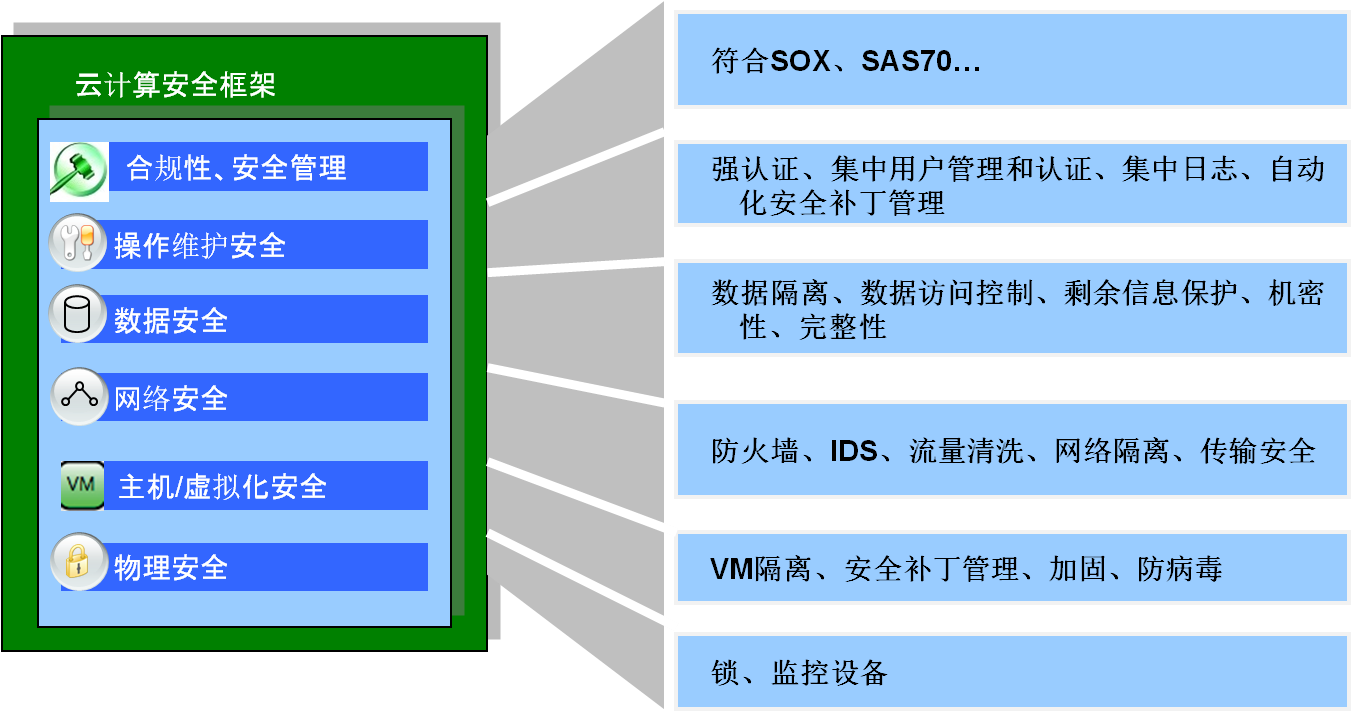 云计算安全框架
合规性、安全管理
操作维护安全
数据安全
网络安全
VM
主机/虚拟化安全
物理安全
符合SOX、SAS70…
强认证、集中用户管理和认证、集中日志、自动
化安全补丁管理
数据隔离、数据访问控制、剩余信息保护、机密
性、完整性
防火墙、IDS、流量清洗、网络隔离、传输安全
VM隔离、安全补丁管理、加固、防病毒
锁、监控设备